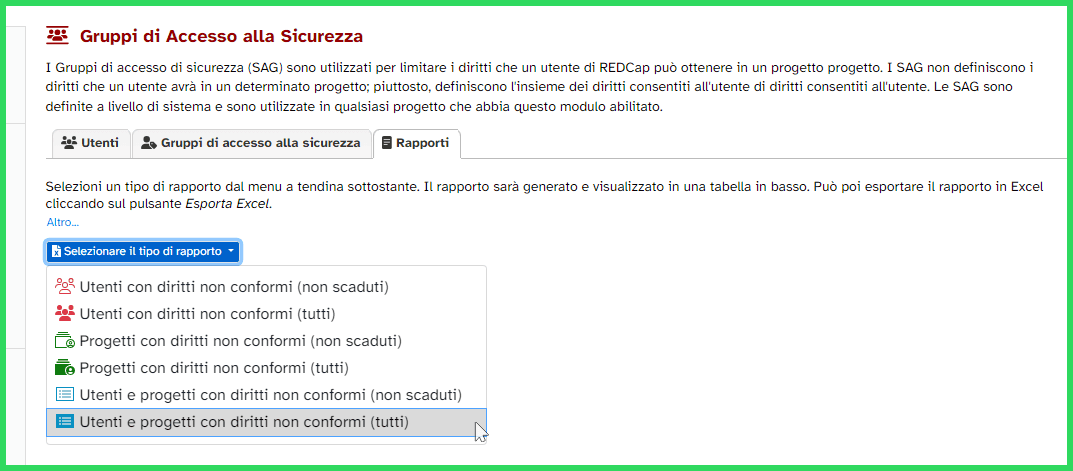 Gruppi di Accesso alla Sicurezza
I Gruppi di accesso di sicurezza (SAG) sono utilizzati per limitare i diritti che un utente di REDCap può ottenere in un progetto progetto. I SAG non definiscono i
diritti che un utente avrà in un determinato progetto; piuttosto, definiscono l'insieme dei diritti consentiti all'utente di diritti consentiti all'utente. Le SAG sono
definite a livello di sistema e sono utilizzate in qualsiasi progetto che abbia questo modulo abilitato.
Utenti Gruppi di accesso alla sicurezza Rapporti
Selezioni un tipo di rapporto dal menu a tendina sottostante. Il rapporto sarà generato e visualizzato in una tabella in basso. Può poi esportare il rapporto in Excel
cliccando sul pulsante Esporta Excel.
Altro...
Selezionare il tipo di rapporto
Utenti con diritti non conformi (non scaduti)
Utenti con diritti non conformi (tutti)
Progetti con diritti non conformi (non scaduti)
Progetti con diritti non conformi (tutti)
Utenti e progetti con diritti non conformi (non scaduti)
Utenti e progetti con diritti non conformi (tutti)